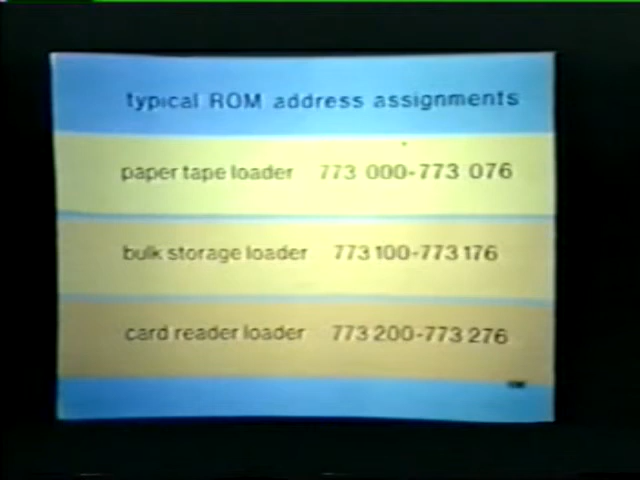 typical ROM address assignments
paper tape loader 773 000-773 076
bulk storage loader 773 100-773 176
card reader loader 773 200-773 276